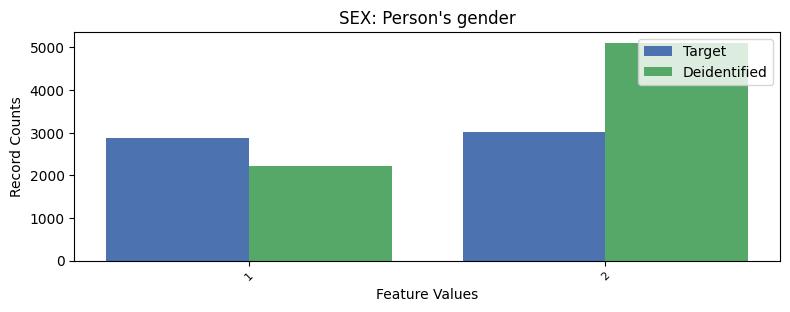 SEX: Person's gender
Target
Deidentified
Record Counts
5000
4000
3000
2000
1000
0
1
2
Feature Values